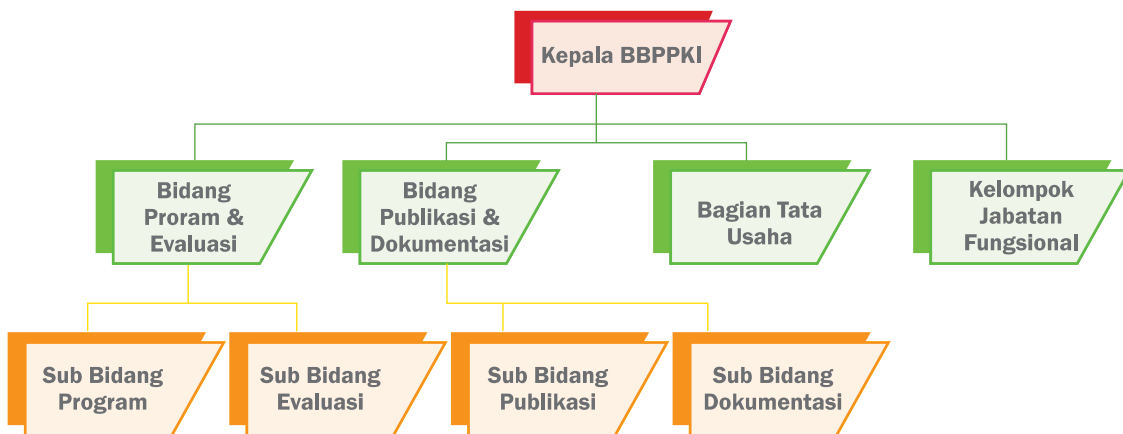 Kepala BBPPKI
Bidang
Proram &
Evaluasi
Bidang
Publikasi &
Dokumentasi
Bagian Tata
Usaha
Kelompok
Jabatan
Fungsional
Sub Bidang
Program
Sub Bidang
Evaluasi
Sub Bidang
Publikasi
Sub Bidang
Dokumentasi